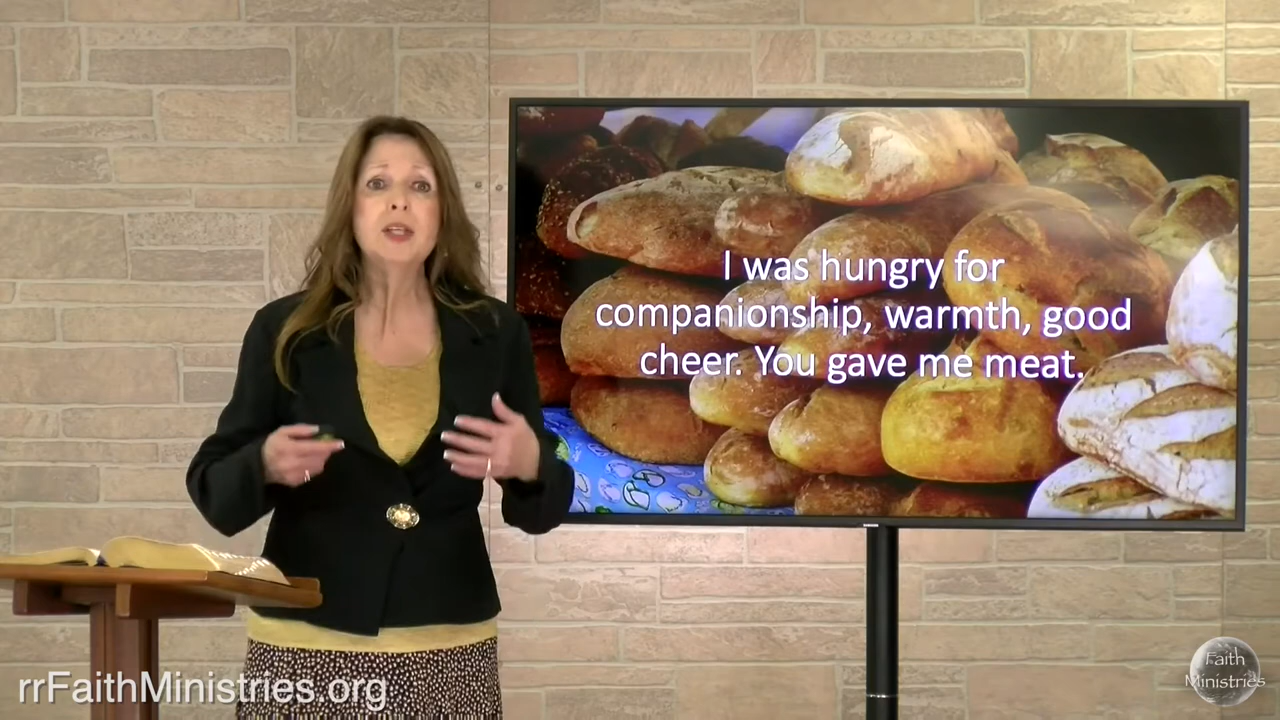 I was hungry for
companionship, warmth, good
cheer. You gave me meat.
rrFaithMinistries.org
Faith
Ministries